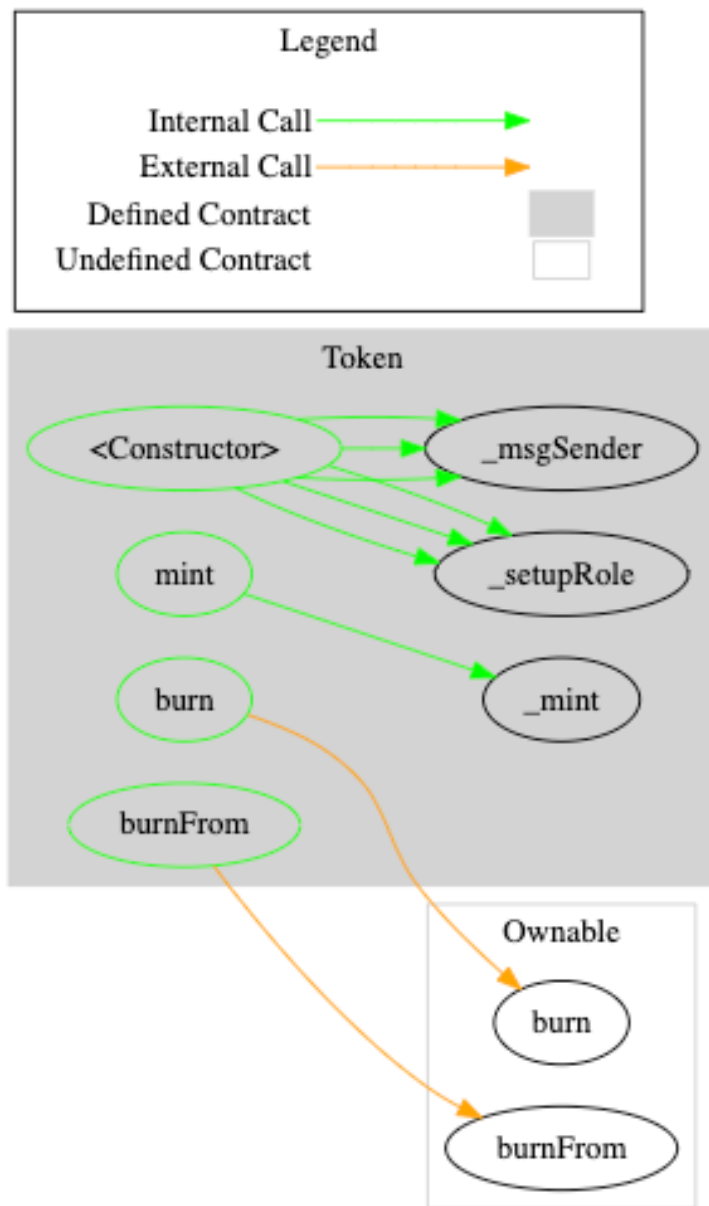 Legend
Internal Call
External Call
Defined Contract
Undefined Contract
Token
<Constructor>
_msgSender
mint
_setupRole
burn
_mint
burnFrom
Ownable
burn
burnFrom